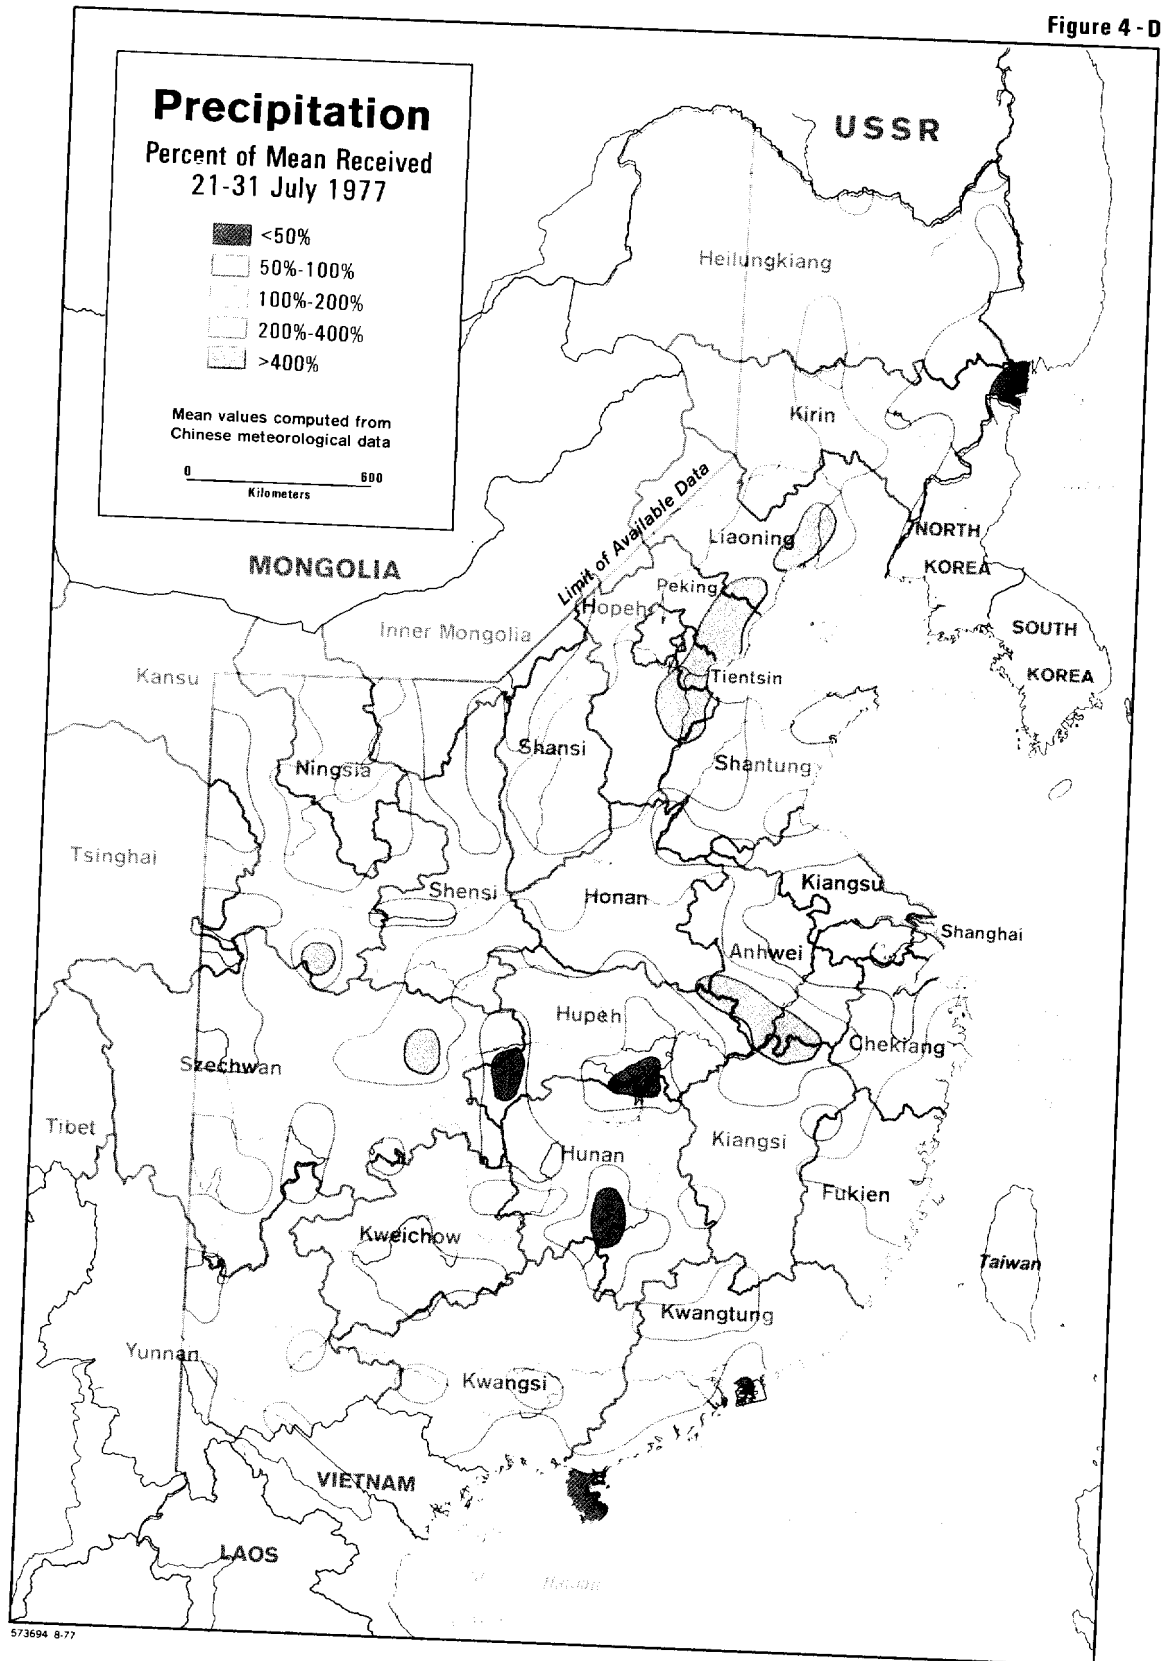 Figure 4 - D
Precipitation
Percent of Mean Received
21-31 July 1977
<50%
50%-100%
100%-200%
200%-400%
>400%
Mean values computed from
Chinese meteorological data
0 600
Kilometers
USSR
Heilungkiang
Kirin
Limit of Available Data
Liaoning
NORTH
KOREA
MONGOLIA
Peking
Hopeh
Inner Mongolia
SOUTH
KOREA
Kansu
Tientsin
Shansi
Ningsia
Shantung
Tsinghai
Shensi
Honan
Kiangsu
Shanghai
Anhwei
Hupeh
Chekiang
Szechwan
Tibet
Kiangsi
Hunan
Fukien
Kweichow
Taiwan
Kwangtung
Yunnan
Kwangsi
VIETNAM
LAOS
573694 8-77